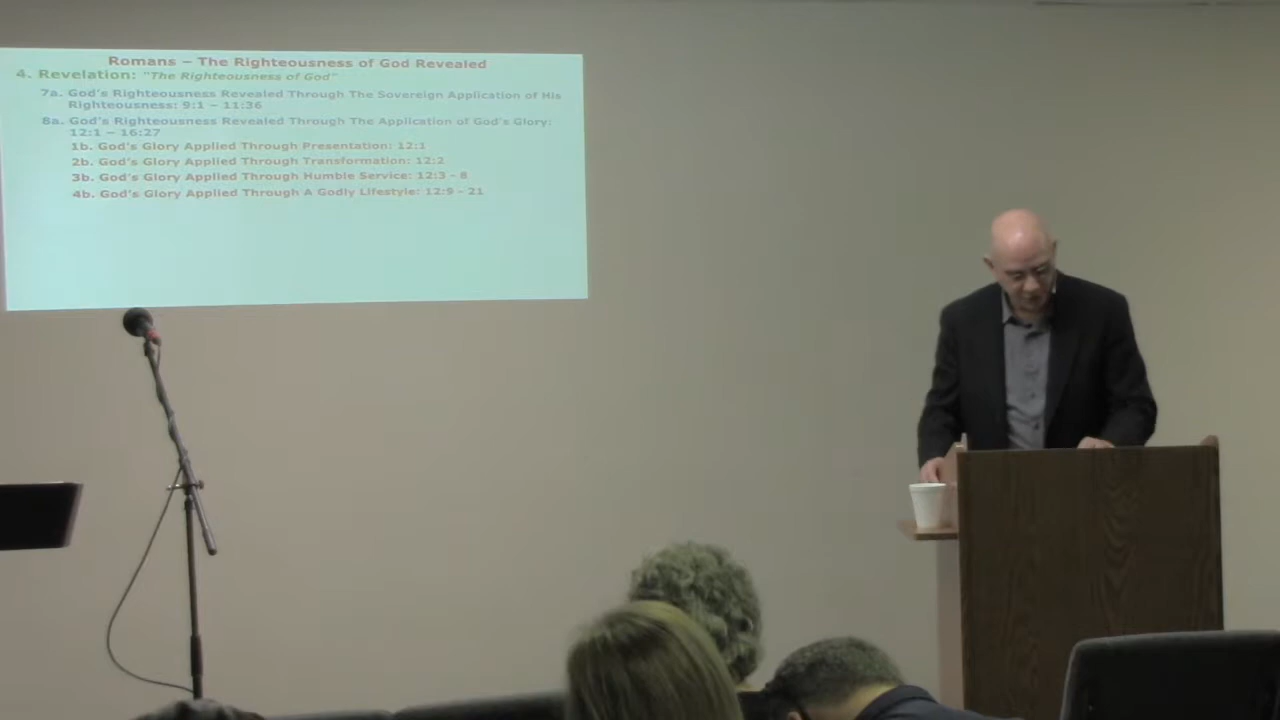 Romans – The Righteousness of God Revealed
4. Revelation: "The Righteousness of God"
7a. God's Righteousness Revealed Through The Sovereign Application of His
Righteousness: 9:1 – 11:36
8a. God's Righteousness Revealed Through The Application of God's Glory:
12:1 – 16:27
1b. God's Glory Applied Through Presentation: 12:1
2b. God's Glory Applied Through Transformation: 12:2
3b. God's Glory Applied Through Humble Service: 12:3 - 8
4b. God's Glory Applied Through A Godly Lifestyle: 12:9 - 21